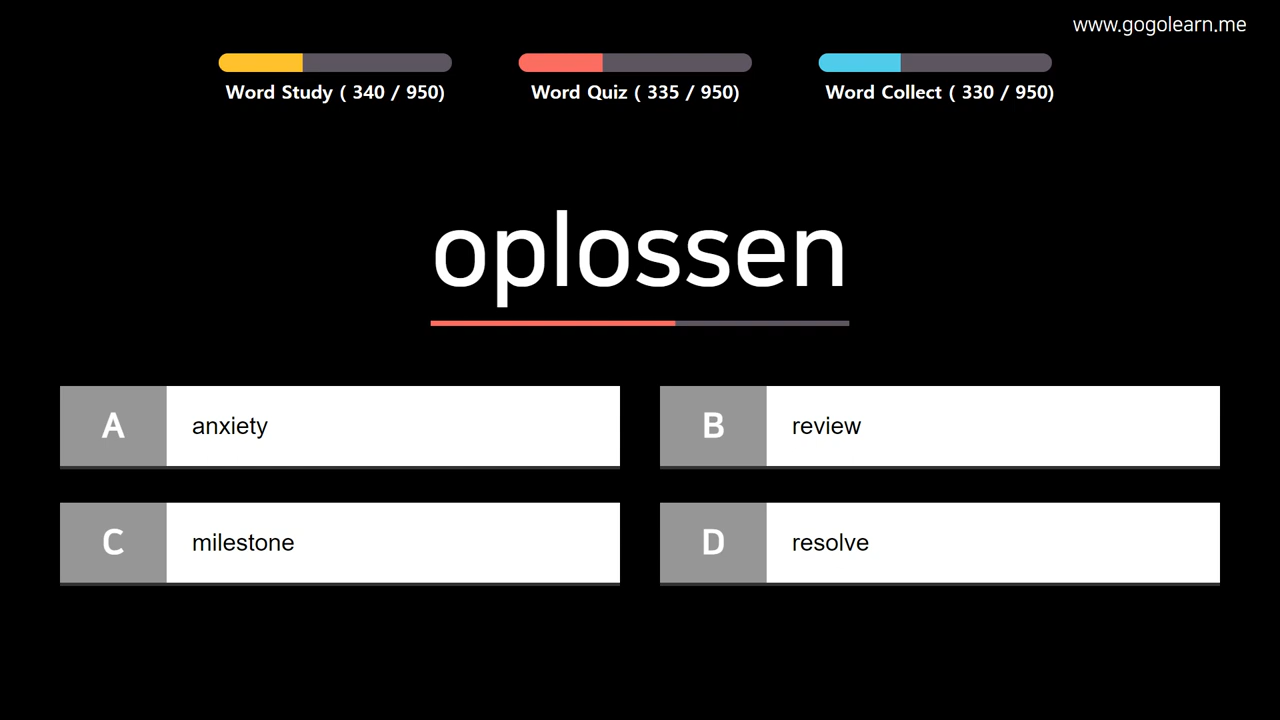 www.gogolearn.me
Word Study ( 340 / 950)
Word Quiz ( 335 / 950)
Word Collect ( 330 / 950)
oplossen
A anxiety
B review
C milestone
D resolve